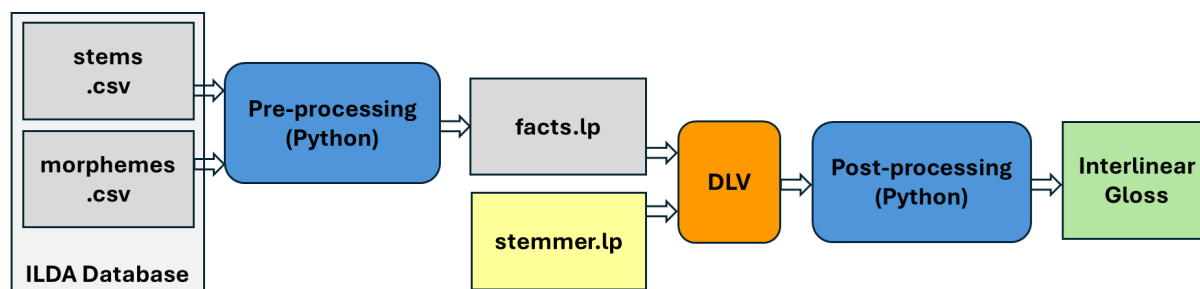 stems
.csv
morphemes
.csv
ILDA Database
Pre-processing
(Python)
facts.lp
stemmer.lp
DLV
Post-processing
(Python)
Interlinear
Gloss